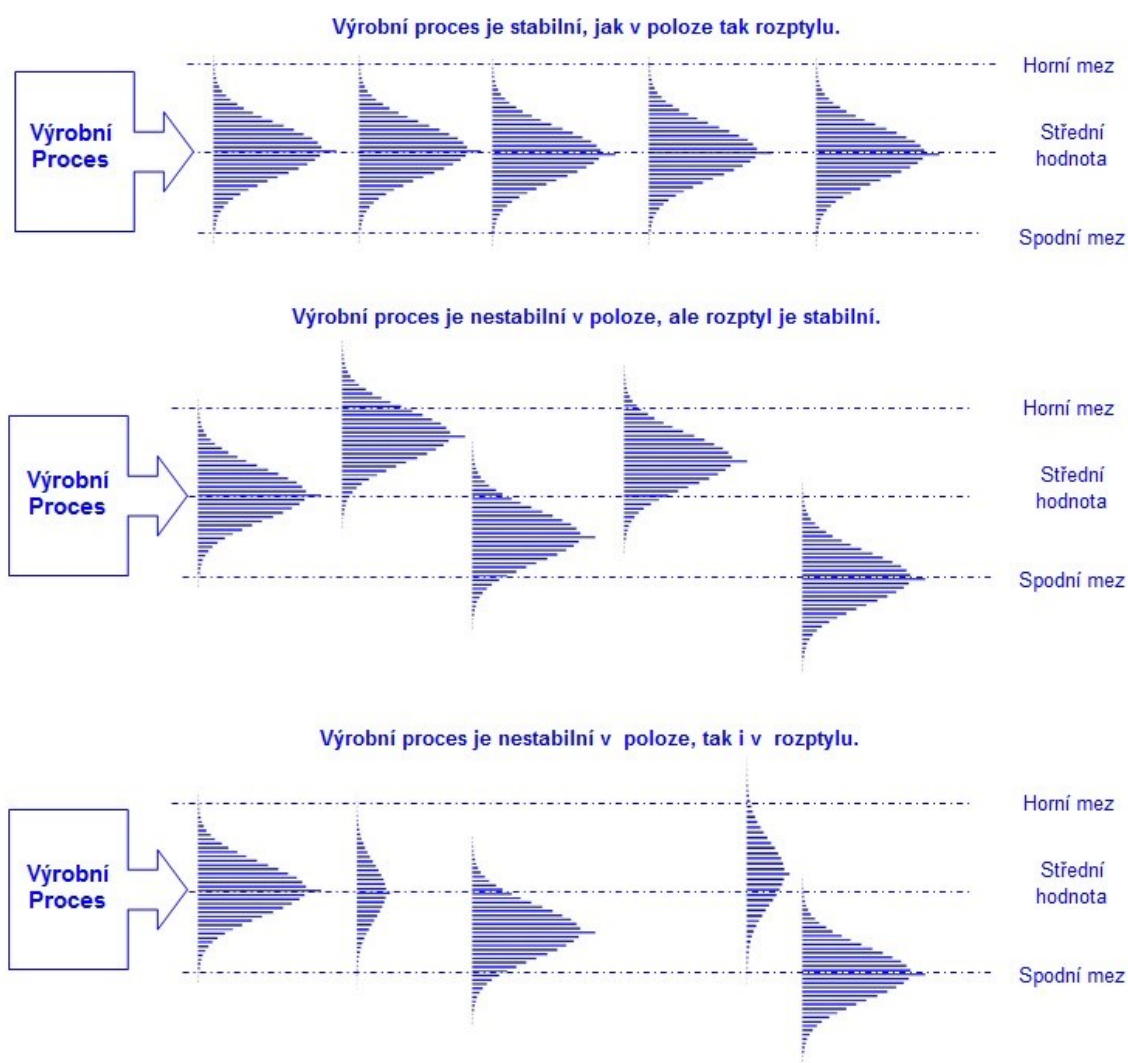 Výrobní proces je stabilní, jak v poloze tak rozptylu.
Horní mez
Výrobní
Proces
Střední
hodnota
Spodní mez
Výrobní proces je nestabilní v poloze, ale rozptyl je stabilní.
Horní mez
Výrobní
Proces
Střední
hodnota
Spodní mez
Výrobní proces je nestabilní v poloze, tak i v rozptylu.
Horní mez
Výrobní
Proces
Střední
hodnota
Spodní mez